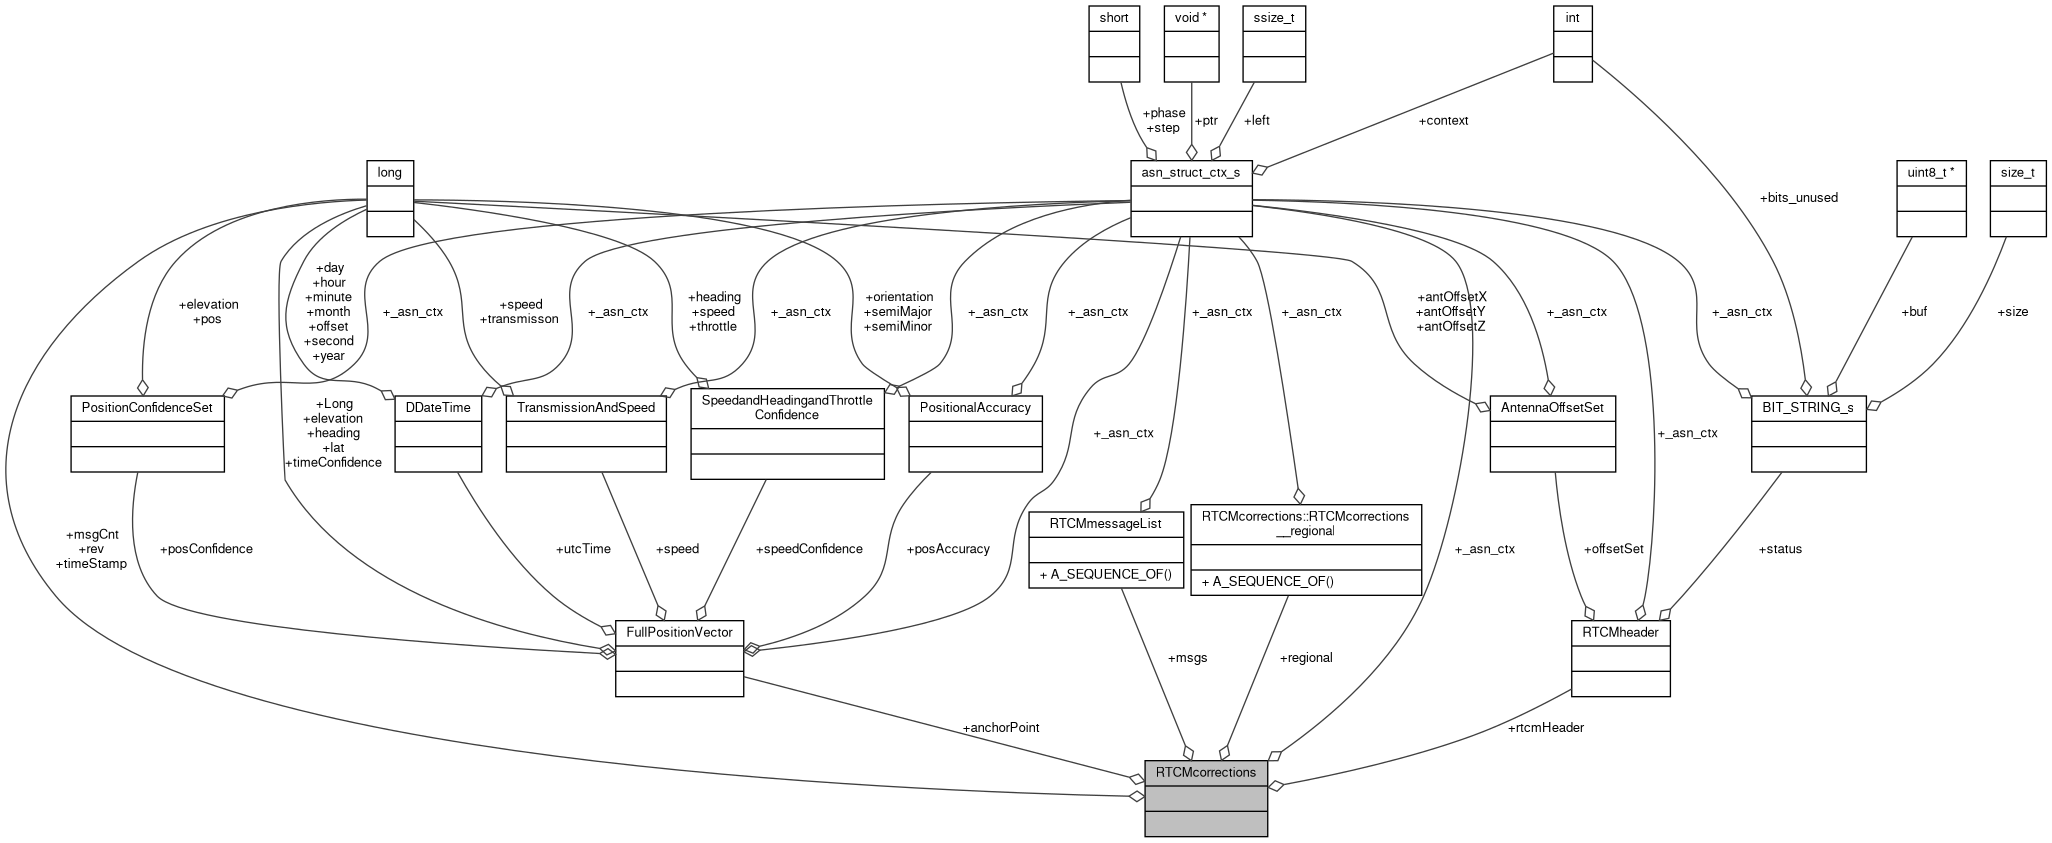 short
void *
ssize_t
int
+phase
+step
+ptr
+left
+context
long
asn_struct_ctx_s
uint8_t *
size_t
+bits_unused
+elevation
+pos
+day
+hour
+minute
+month
+offset
+second
+year
+_asn_ctx
+speed
+transmisson
+_asn_ctx
+heading
+speed
+throttle
+_asn_ctx
+orientation
+semiMajor
+semiMinor
+_asn_ctx
+_asn_ctx
+_asn_ctx
+_asn_ctx
+antOffsetX
+antOffsetY
+antOffsetZ
+_asn_ctx
+_asn_ctx
+buf
+size
PositionConfidenceSet
DDateTime
TransmissionAndSpeed
SpeedandHeadingandThrottle
Confidence
PositionalAccuracy
AntennaOffsetSet
BIT_STRING_s
+Long
+elevation
+heading
+lat
+timeConfidence
+_asn_ctx
+_asn_ctx
RTCMmessageList
+ A_SEQUENCE_OF()
RTCMcorrections::RTCMcorrections
__regional
+ A_SEQUENCE_OF()
+msgCnt
+rev
+timeStamp
+posConfidence
+utcTime
+speed
+speedConfidence
+posAccuracy
+_asn_ctx
+offsetSet
+status
FullPositionVector
RTCMheader
+msgs
+regional
+anchorPoint
+rtcmHeader
RTCMcorrections